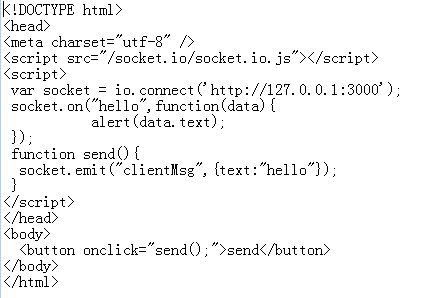 <!DOCTYPE html>
<head>
<meta charset="utf-8" />
<script src="/socket.io/socket.io.js"></script>
<script>
 var socket = io.connect('http://127.0.0.1:3000');
 socket.on("hello",function(data){
           alert(data.text);
 });
 function send(){
  socket.emit("clientMsg",{text:"hello"});
 }
</script>
</head>
<body>
  <button onclick="send();">send</button>
</body>
</html>